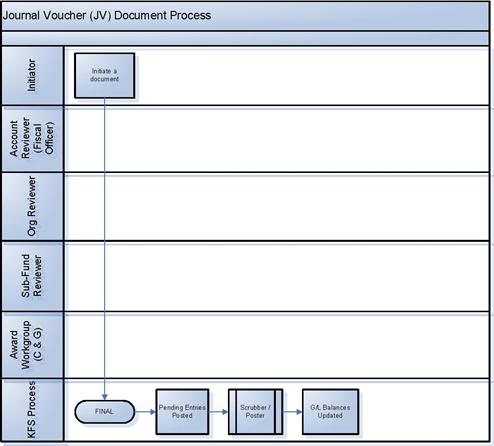 Journal Voucher (JV) Document Process
Initiator
Initiate a
document
Account
Reviewer
(Fiscal
Officer)
Org Reviewer
Sub-Fund
Reviewer
Award
Workgroup
(C & G)
KFS Process
FINAL
Pending Entries
Posted
Scrubber /
Poster
G/L Balances
Updated